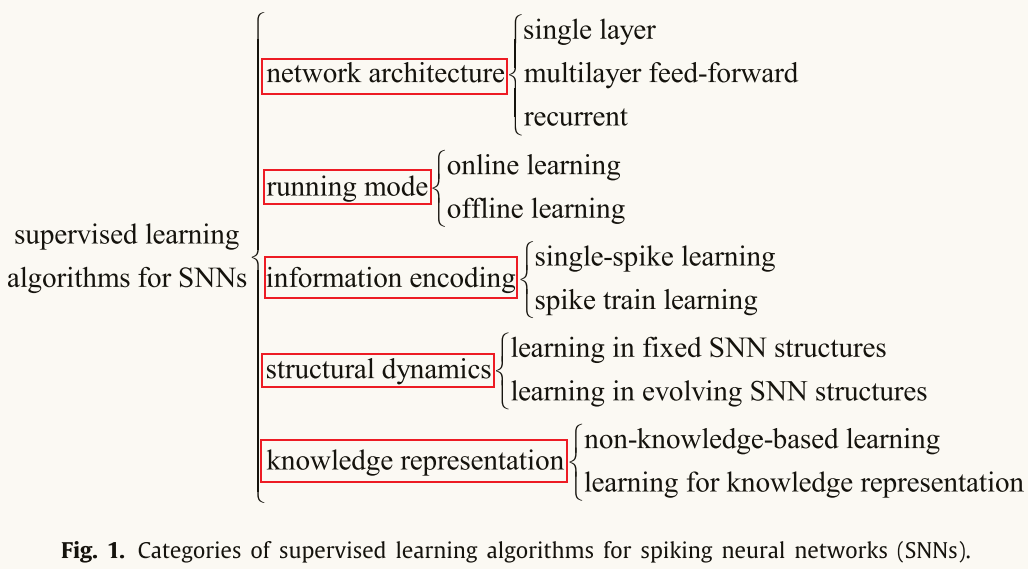 supervised learning
algorithms for SNNs
network architecture
single layer
multilayer feed-forward
recurrent
running mode
online learning
offline learning
information encoding
single-spike learning
spike train learning
structural dynamics
learning in fixed SNN structures
learning in evolving SNN structures
knowledge representation
non-knowledge-based learning
learning for knowledge representation
Fig. 1. Categories of supervised learning algorithms for spiking neural networks (SNNs).